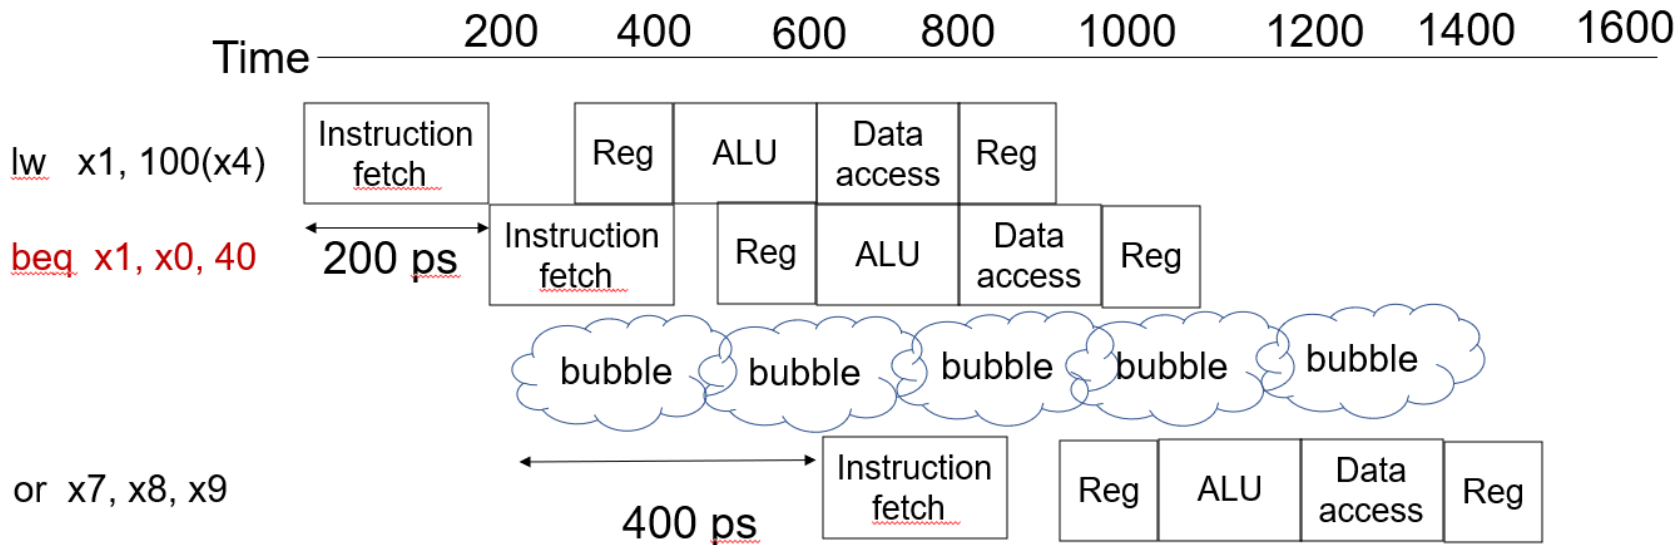 Time 200 400 600 800 1000 1200 1400 1600
lw x1, 100(x4)
Instruction
fetch
Reg
ALU
Data
access
Reg
200 ps
beq x1, x0, 40
Instruction
fetch
Reg
ALU
Data
access
Reg
bubble bubble bubble bubble bubble
or x7, x8, x9
400 ps
Instruction
fetch
Reg
ALU
Data
access
Reg